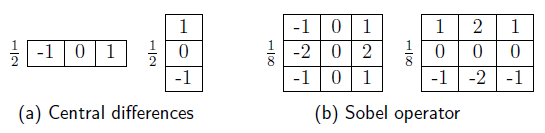 1/2 -1 0 1
1/2 1 0 -1
1/8 -1 0 1
-2 0 2
-1 0 1
1/8 1 2 1
0 0 0
-1 -2 -1
(a) Central differences
(b) Sobel operator